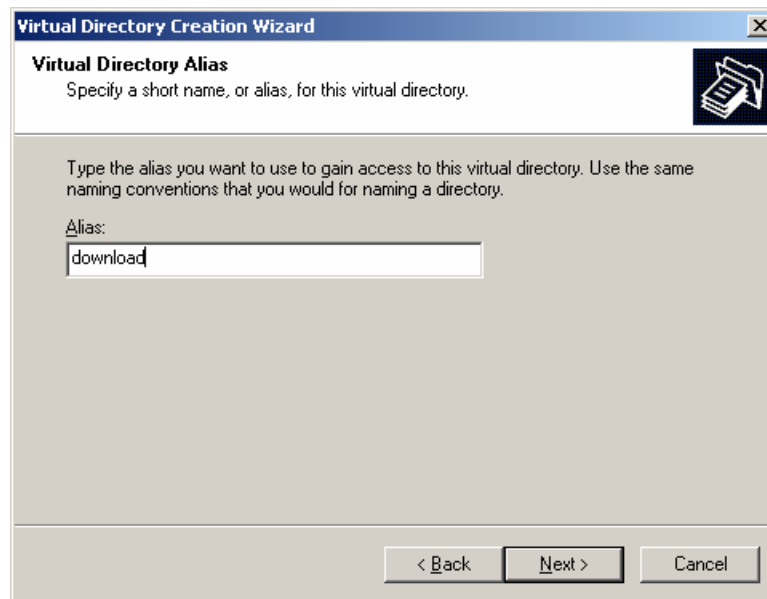 Virtual Directory Creation Wizard
Virtual Directory Alias
Specify a short name, or alias, for this virtual directory.
Type the alias you want to use to gain access to this virtual directory. Use the same
naming conventions that you would for naming a directory.
Alias:
download
< Back Next > Cancel